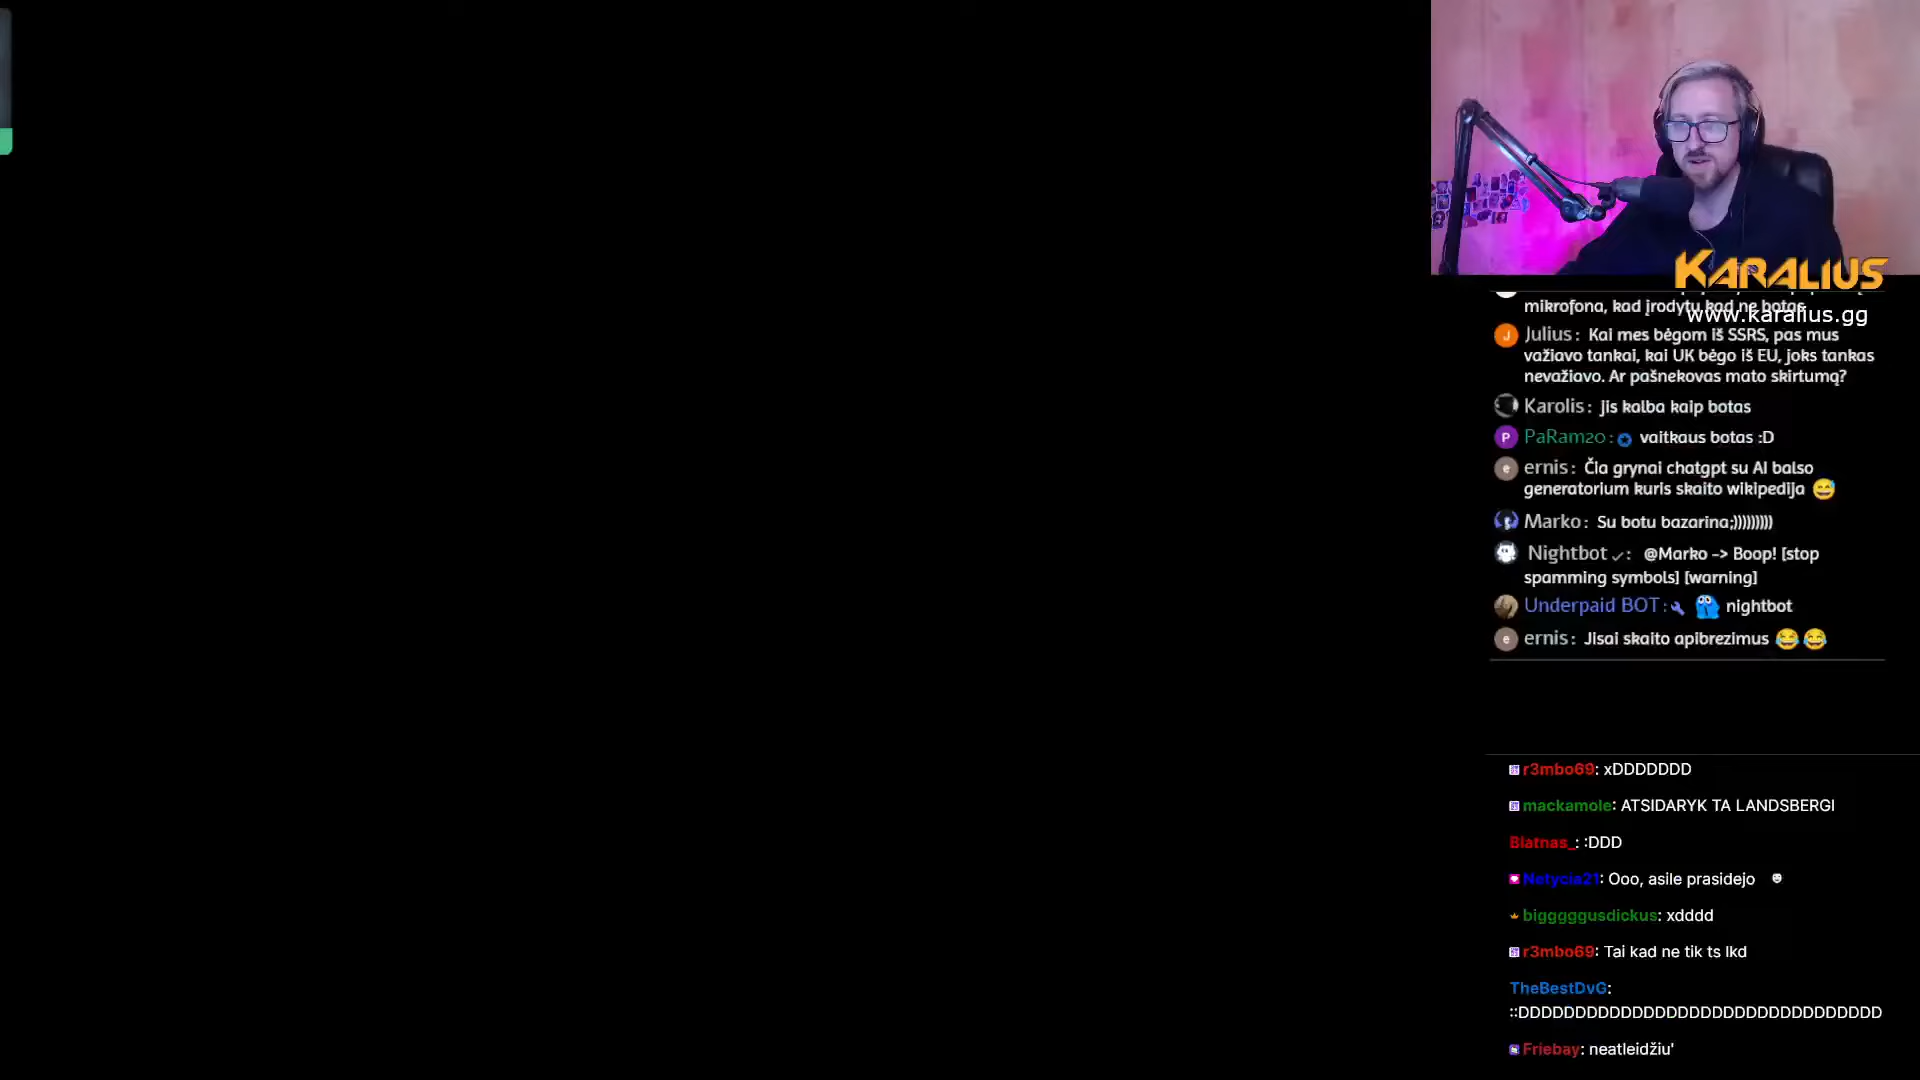 KARALIUS
www.karalius.gg
mikrofona, kad įrodytų kad ne botas
Julius: Kai mes bėgom iš SSRS, pas mus
važiavo tankai, kai UK bėgo iš EU, joks tankas
nevažiavo. Ar pašnekovas mato skirtumą?
Karolis: jis kalba kaip botas
PaRam20: vaitkaus botas :D
ernis: Čia grynai chatgpt su AI balso
generatorium kuris skaito wikipedija 😅
Marko: Su botu bazarina;)))))))))
Nightbot: @Marko -> Boop! [stop
spamming symbols] [warning]
Underpaid BOT: nightbot
ernis: Jisai skaito apibrezimus 😂😂
r3mbo69: xDDDDDDD
mackamole: ATSIDARYK TA LANDSBERGI
Blatnas_: :DDD
Netycia21: Ooo, asile prasidejo
bigggggusdickus: xdddd
r3mbo69: Tai kad ne tik ts lkd
TheBestDvG:
::DDDDDDDDDDDDDDDDDDDDDDDDDDDDDDDD
Friebay: neatleidžiu'